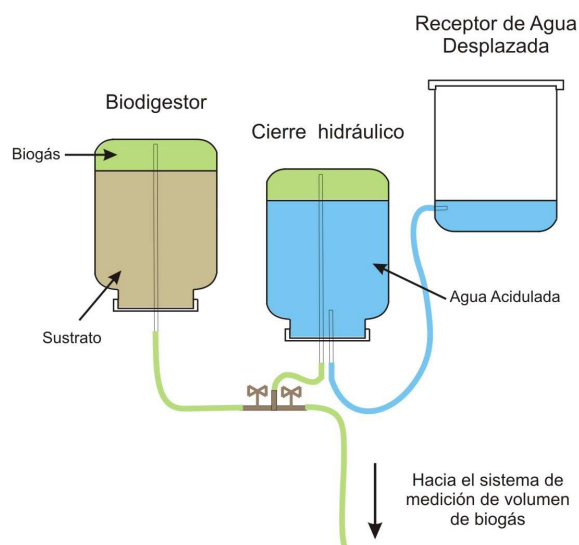 Receptor de Agua
Desplazada
Biodigestor
Cierre hidráulico
Biogás
Agua Acidulada
Sustrato
Hacia el sistema de
medición de volumen
de biogás